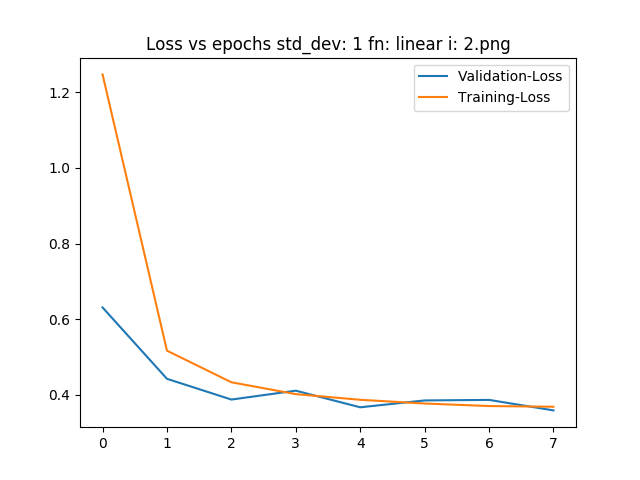 Loss vs epochs std_dev: 1 fn: linear i: 2.png
Validation-Loss
Training-Loss
1.2
1.0
0.8
0.6
0.4
0 1 2 3 4 5 6 7